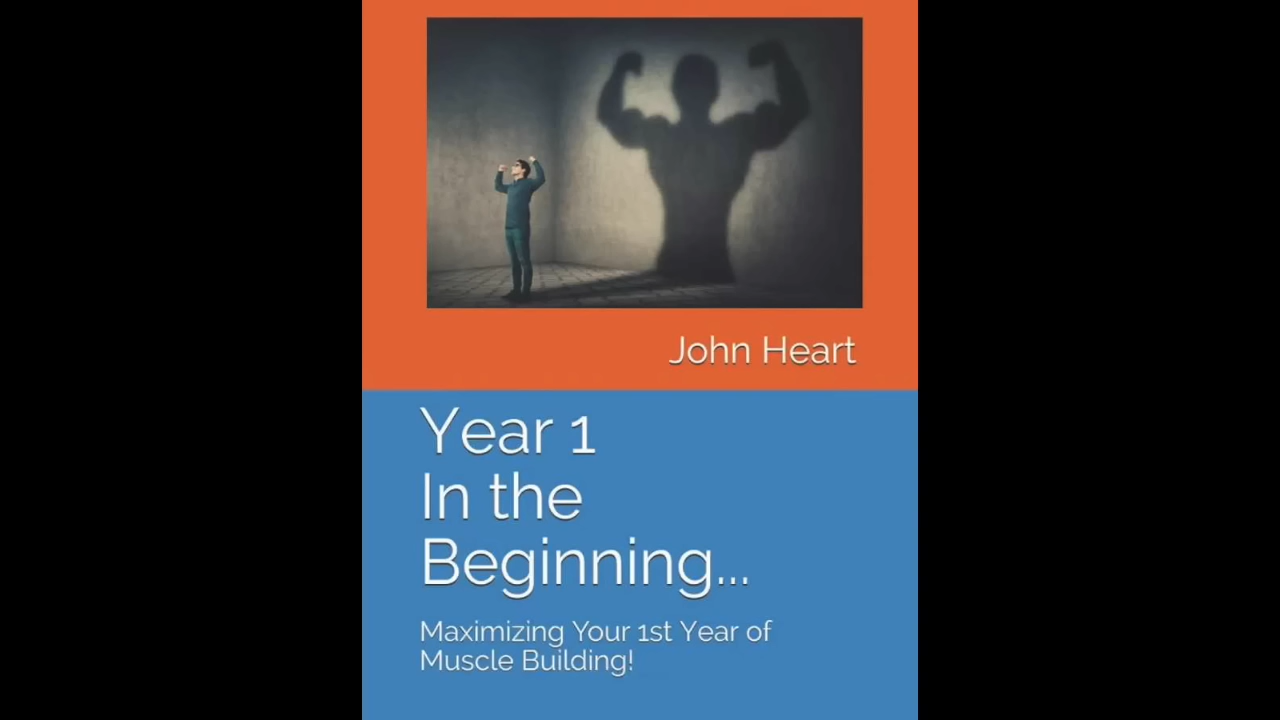 John Heart
Year 1
In the
Beginning...
Maximizing Your 1st Year of
Muscle Building!